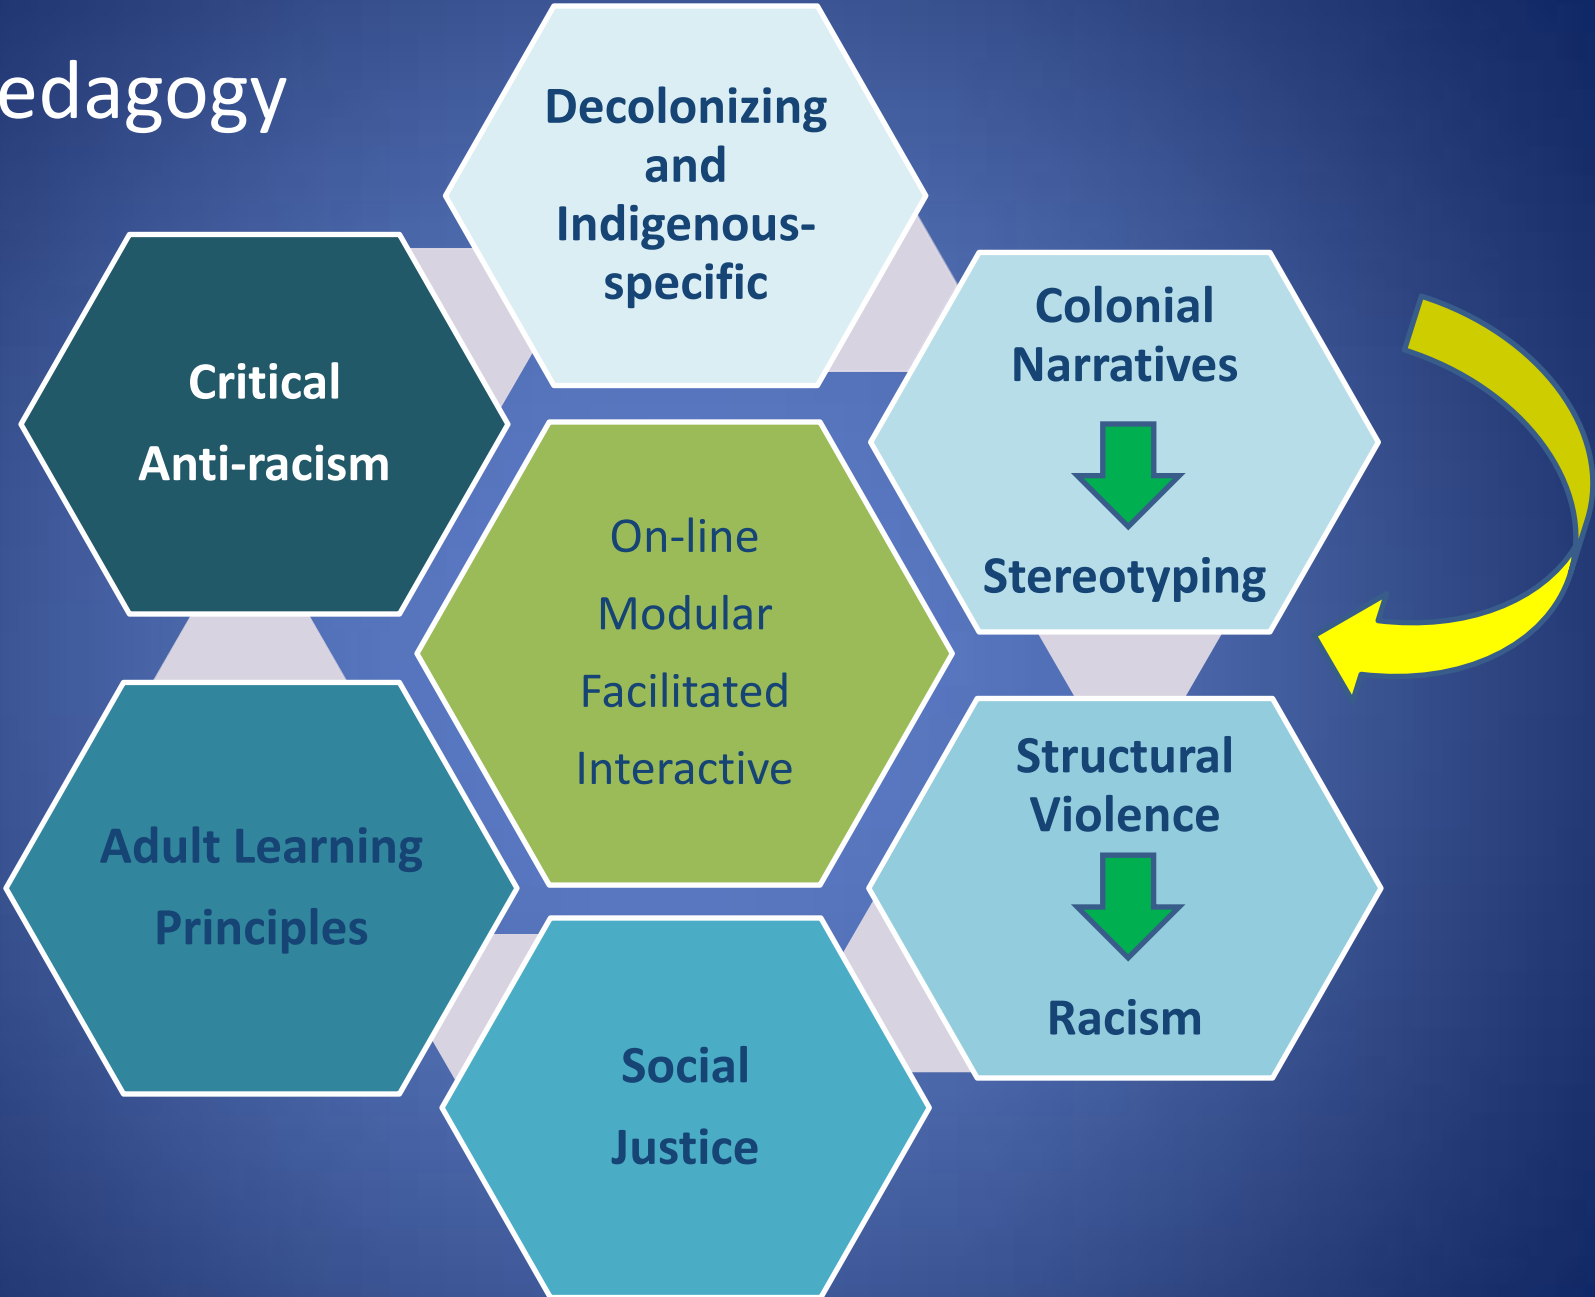 edagogy
Decolonizing
and
Indigenous-
specific
Colonial
Narratives
Stereotyping
Structural
Violence
Racism
Social
Justice
Adult Learning
Principles
Critical
Anti-racism
On-line
Modular
Facilitated
Interactive